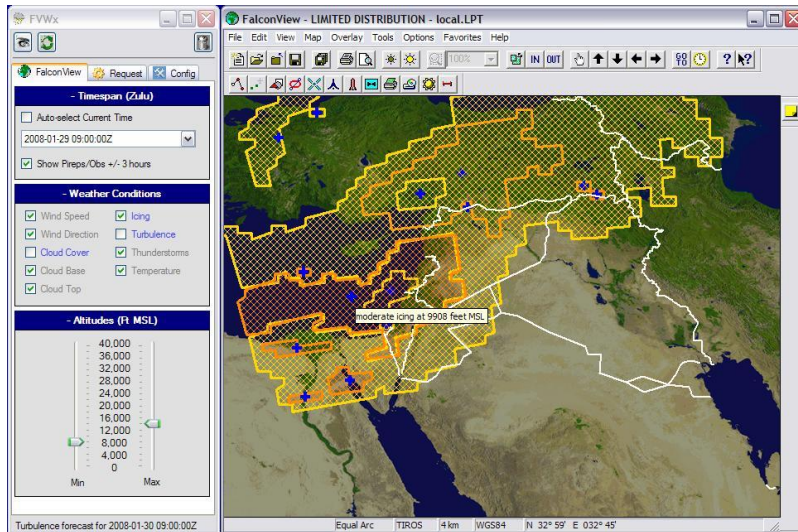 FVWx
FalconView
Request
Config
- Timespan (Zulu)
Auto-select Current Time
2008-01-29 09:00:00Z
Show Pireps/Obs +/- 3 hours
- Weather Conditions
Wind Speed
Icing
Wind Direction
Turbulence
Cloud Cover
Thunderstorms
Cloud Base
Temperature
Cloud Top
- Altitudes (Ft MSL)
40,000
36,000
32,000
28,000
24,000
20,000
16,000
12,000
8,000
4,000
0
Min
Max
Turbulence forecast for 2008-01-30 09:00:00Z
FalconView - LIMITED DISTRIBUTION - local.LPT
File Edit View Map Overlay Tools Options Favorites Help
100%
IN OUT
GO TO
? ?
moderate icing at 9908 feet MSL
Equal Arc TIROS 4 km WGS84 N 32° 59' E 032° 45'